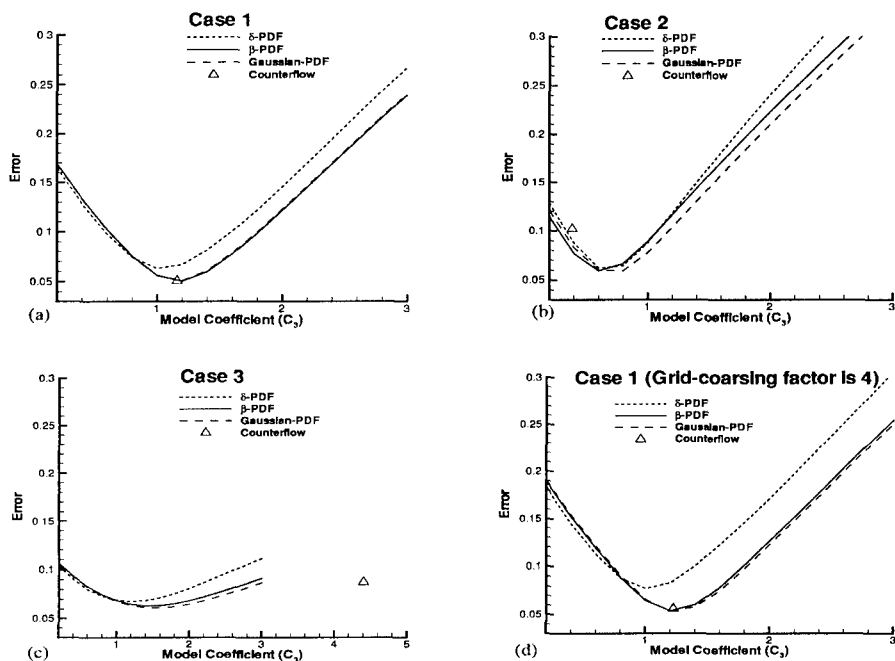 Case 1
δ-PDF
β-PDF
Gaussian-PDF
Counterflow
0.3
0.25
0.2
0.15
0.1
0.05
Error
1
2
3
Model Coefficient (C3)
(a)
Case 2
δ-PDF
β-PDF
Gaussian-PDF
Counterflow
0.3
0.25
0.2
0.15
0.1
0.05
Error
1
2
3
Model Coefficient (C3)
(b)
Case 3
δ-PDF
β-PDF
Gaussian-PDF
Counterflow
0.3
0.25
0.2
0.15
0.1
0.05
Error
1
2
3
4
5
Model Coefficient (C3)
(c)
Case 1 (Grid-coarsing factor is 4)
δ-PDF
β-PDF
Gaussian-PDF
Counterflow
0.3
0.25
0.2
0.15
0.1
0.05
Error
1
2
3
Model Coefficient (C3)
(d)